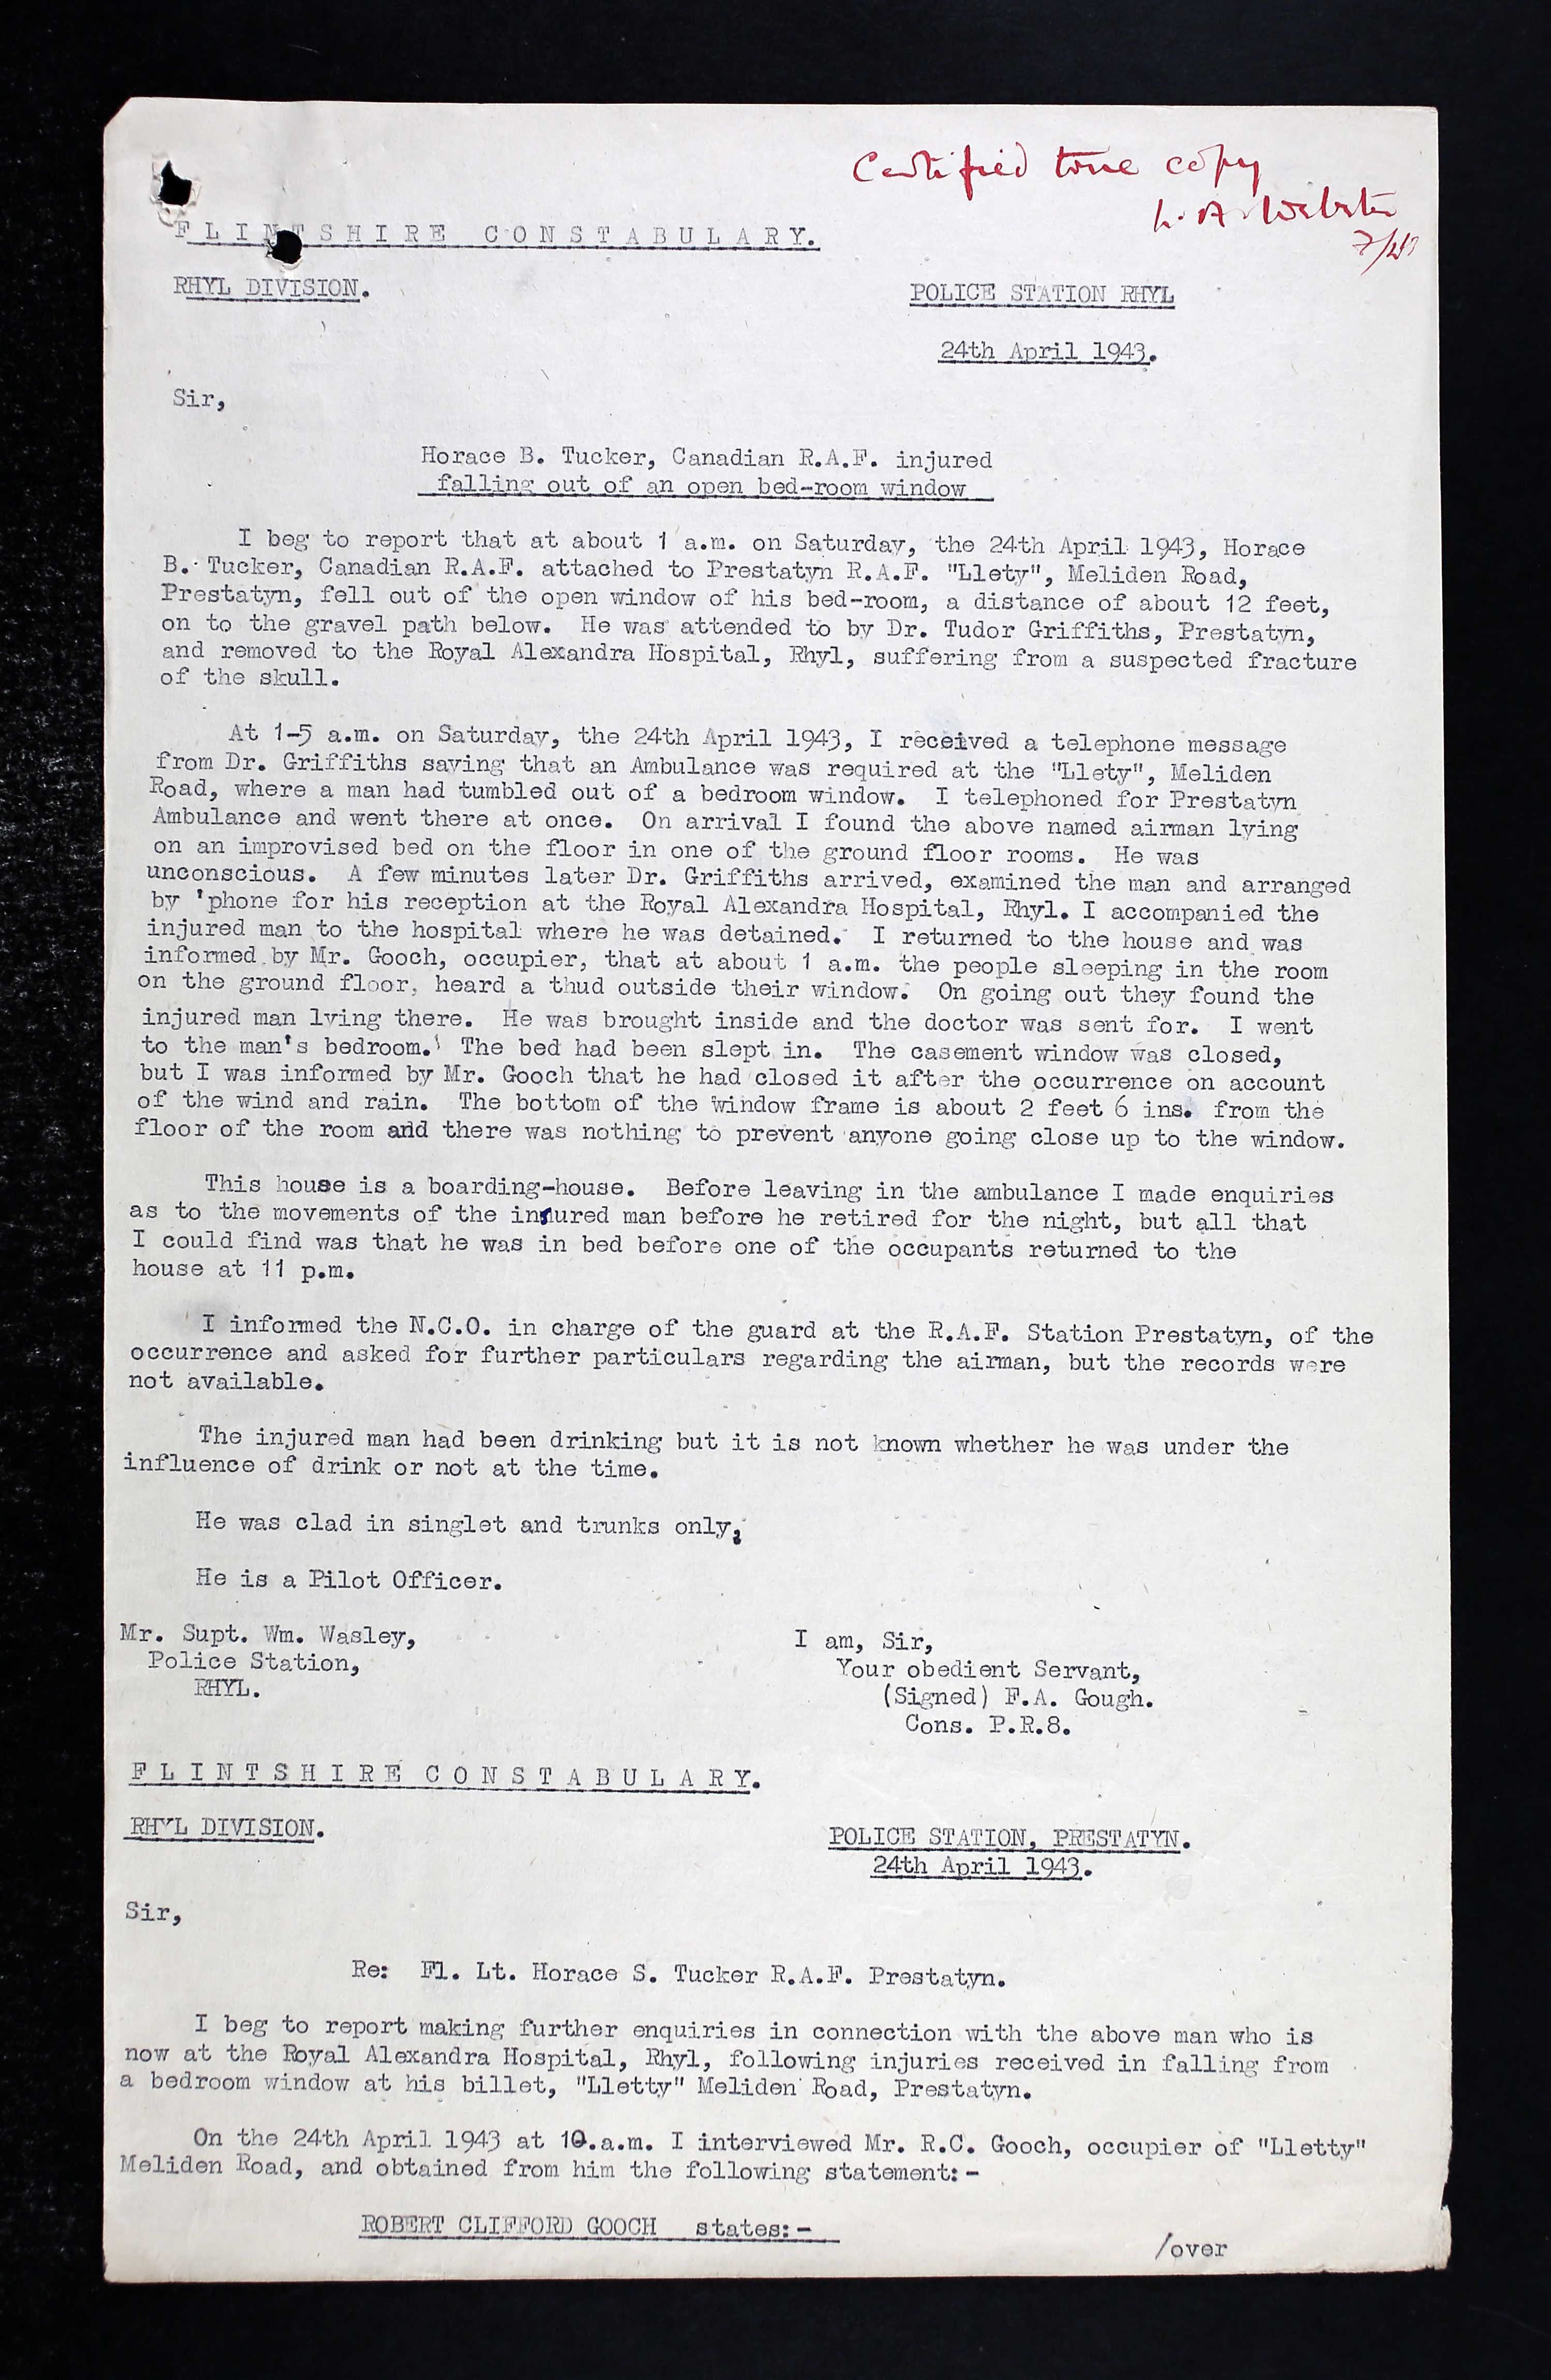 Certified true copy
L. A. Webster
FLINTSHIRE CONSTABULARY.
RHYL DIVISION.
POLICE STATION RHYL
24th April 1943.
Sir,
Horace B. Tucker, Canadian R.A.F. injured
falling out of an open bed-room window
I beg to report that at about 1 a.m. on Saturday, the 24th April 1943, Horace
B. Tucker, Canadian R.A.F. attached to Prestatyn R.A.F. "Llety", Meliden Road,
Prestatyn, fell out of the open window of his bed-room, a distance of about 12 feet,
on to the gravel path below. He was attended to by Dr. Tudor Griffiths, Prestatyn,
and removed to the Royal Alexandra Hospital, Rhyl, suffering from a suspected fracture
of the skull.
At 1-5 a.m. on Saturday, the 24th April 1943, I received a telephone message
from Dr. Griffiths saying that an Ambulance was required at the "Llety", Meliden
Road, where a man had tumbled out of a bedroom window. I telephoned for Prestatyn
Ambulance and went there at once. On arrival I found the above named airman lying
on an improvised bed on the floor in one of the ground floor rooms. He was
unconscious. A few minutes later Dr. Griffiths arrived, examined the man and arranged
by 'phone for his reception at the Royal Alexandra Hospital, Rhyl. I accompanied the
injured man to the hospital where he was detained. I returned to the house and was
informed by Mr. Gooch, occupier, that at about 1 a.m. the people sleeping in the room
on the ground floor, heard a thud outside their window. On going out they found the
injured man lying there. He was brought inside and the doctor was sent for. I went
to the man's bedroom. The bed had been slept in. The casement window was closed,
but I was informed by Mr. Gooch that he had closed it after the occurrence on account
of the wind and rain. The bottom of the window frame is about 2 feet 6 ins. from the
floor of the room and there was nothing to prevent anyone going close up to the window.
This house is a boarding-house. Before leaving in the ambulance I made enquiries
as to the movements of the injured man before he retired for the night, but all that
I could find was that he was in bed before one of the occupants returned to the
house at 11 p.m.
I informed the N.C.O. in charge of the guard at the R.A.F. Station Prestatyn, of the
occurrence and asked for further particulars regarding the airman, but the records were
not available.
The injured man had been drinking but it is not known whether he was under the
influence of drink or not at the time.
He was clad in singlet and trunks only.
He is a Pilot Officer.
Mr. Supt. Wm. Wasley,
Police Station,
RHYL.
I am, Sir,
Your obedient Servant,
(Signed) F.A. Gough.
Cons. P.R.8.
FLINTSHIRE CONSTABULARY.
RHYL DIVISION.
POLICE STATION, PRESTATYN.
24th April 1943.
Sir,
Re: Fl. Lt. Horace S. Tucker R.A.F. Prestatyn.
I beg to report making further enquiries in connection with the above man who is
now at the Royal Alexandra Hospital, Rhyl, following injuries received in falling from
a bedroom window at his billet, "Lletty" Meliden Road, Prestatyn.
On the 24th April 1943 at 10.a.m. I interviewed Mr. R.C. Gooch, occupier of "Lletty"
Meliden Road, and obtained from him the following statement:-
ROBERT CLIFFORD GOOCH states:-
/over